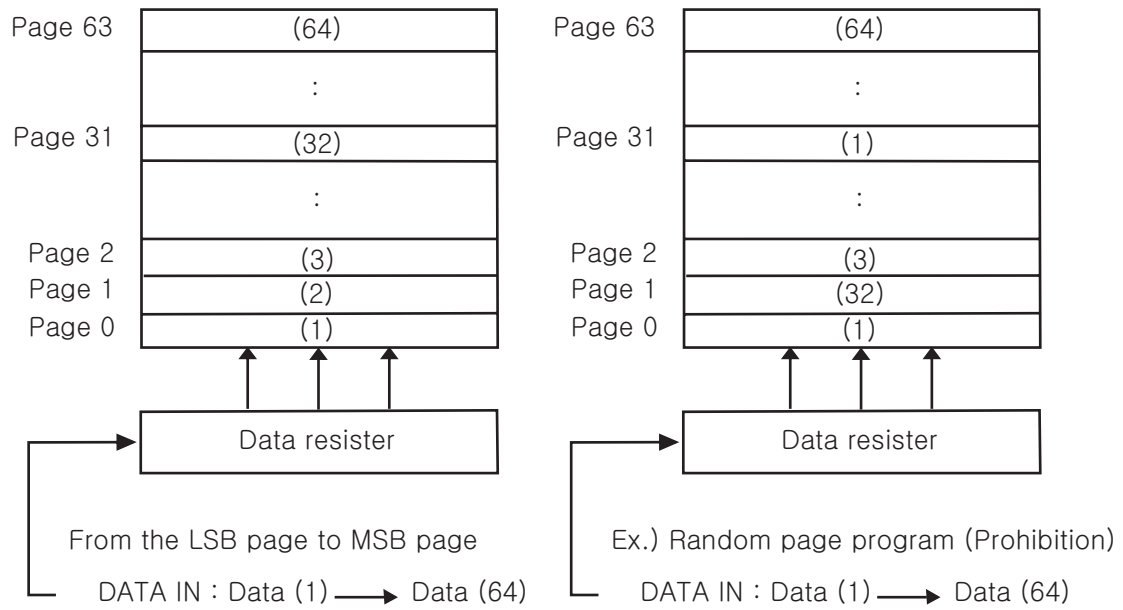 Page 63 (64)
:
Page 31 (32)
:
Page 2 (3)
Page 1 (2)
Page 0 (1)
Data resister
From the LSB page to MSB page
DATA IN : Data (1) Data (64)
Page 63 (64)
:
Page 31 (1)
:
Page 2 (3)
Page 1 (32)
Page 0 (1)
Data resister
Ex.) Random page program (Prohibition)
DATA IN : Data (1) Data (64)